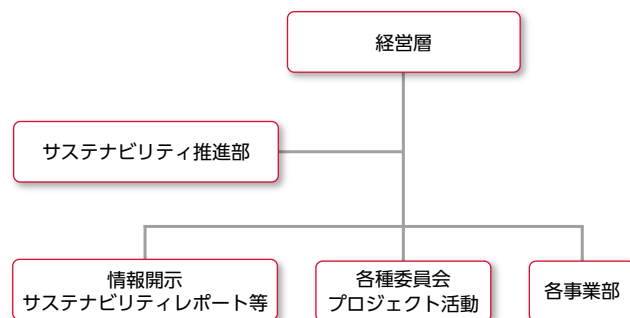 経営層
サステナビリティ推進部
情報開示
サステナビリティレポート等
各種委員会
プロジェクト活動
各事業部